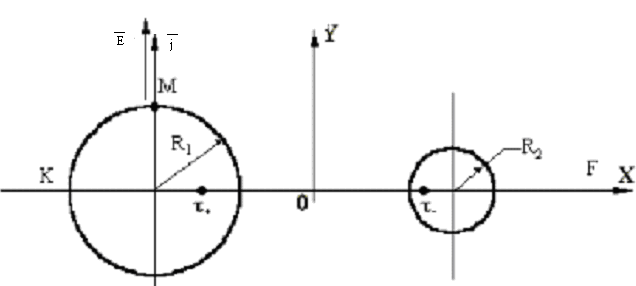 E j Y
M
R₁
K R₂ F X
τ₊ 0 τ₋